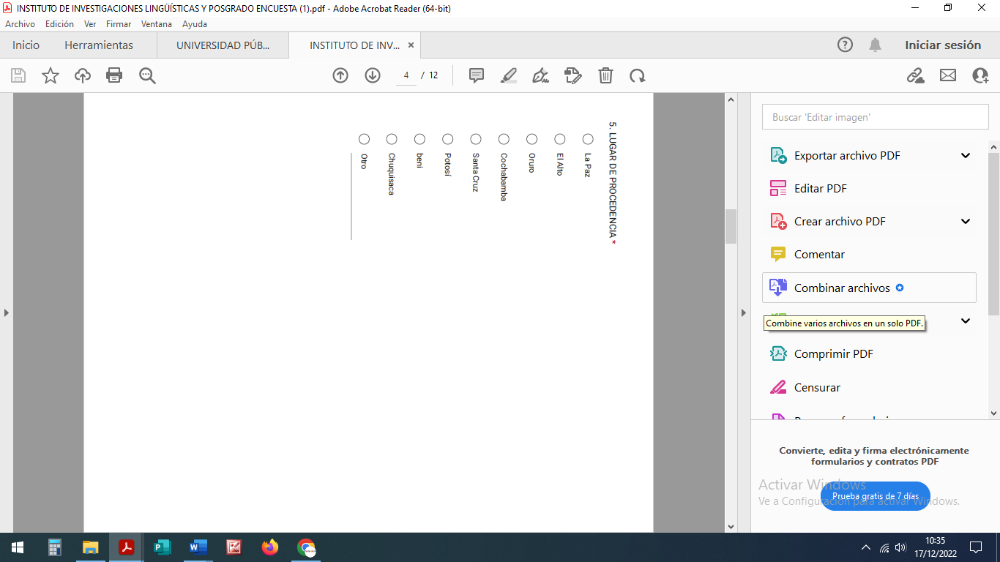 INSTITUTO DE INVESTIGACIONES LINGÜÍSTICAS Y POSGRADO ENCUESTA (1).pdf - Adobe Acrobat Reader (64-bit)
Archivo Edición Ver Firmar Ventana Ayuda
Inicio Herramientas UNIVERSIDAD PÚB... INSTITUTO DE INV... Iniciar sesión
4 / 12
5. LUGAR DE PROCEDENCIA *
La Paz
El Alto
Oruro
Cochabamba
Santa Cruz
Potosí
beni
Chuquisaca
Otro
Buscar 'Editar imagen'
Exportar archivo PDF
Editar PDF
Crear archivo PDF
Comentar
Combinar archivos
Combine varios archivos en un solo PDF.
Comprimir PDF
Censurar
Convierte, edita y firma electrónicamente
formularios y contratos PDF
Prueba gratis de 7 días
Activar Windows
Ve a Configuración para activar Windows.
10:35
17/12/2022